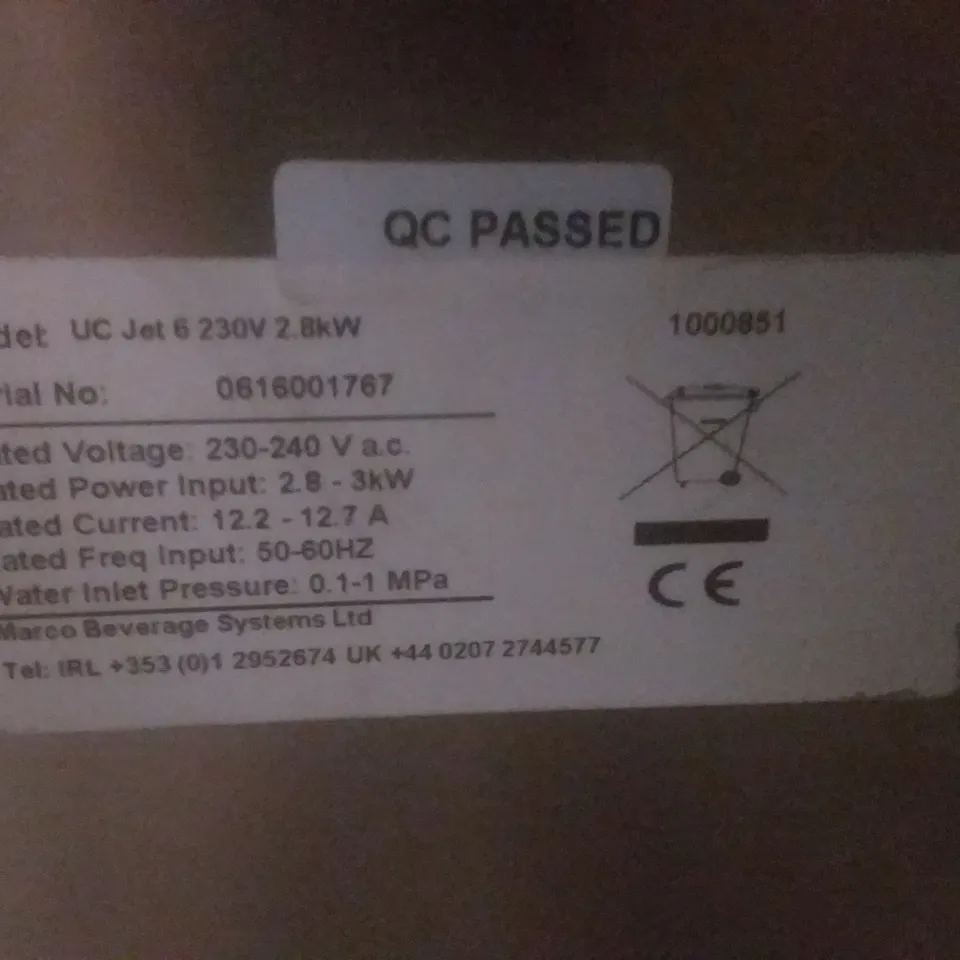 QC PASSED
del: UC Jet 6 230V 2.8kW 1000851
rial No: 0616001767
ted Voltage: 230-240 V a.c.
ated Power Input: 2.8 - 3kW
ated Current: 12.2 - 12.7 A
ated Freq Input: 50-60HZ
Water Inlet Pressure: 0.1-1 MPa
CE
Marco Beverage Systems Ltd
Tel: IRL +353 (0)1 2952674 UK +44 0207 2744577